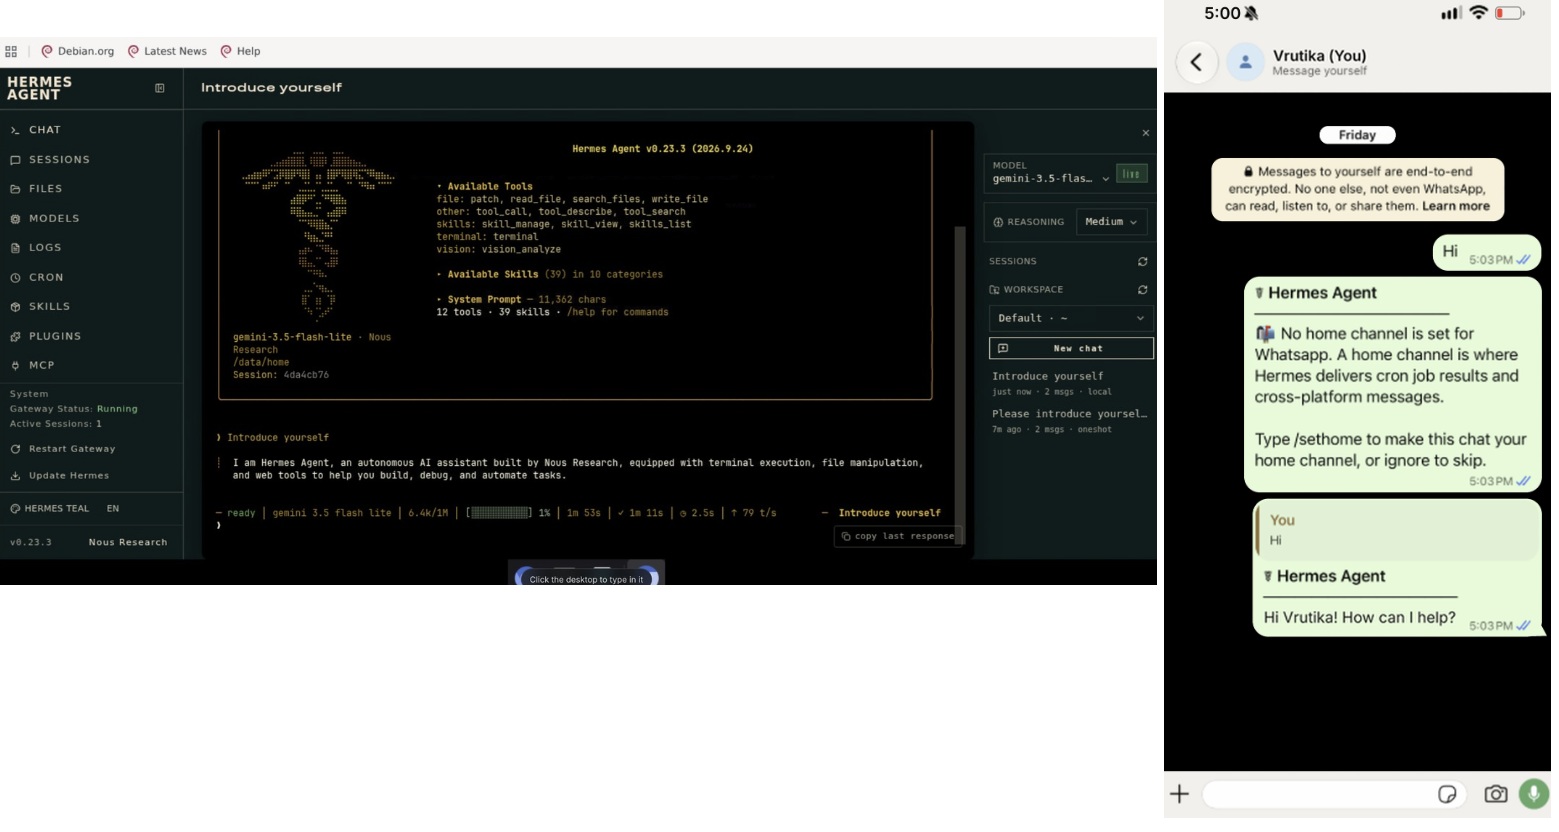 Debian.org
Latest News
Help
HERMES
AGENT
CHAT
SESSIONS
FILES
MODELS
LOGS
CRON
SKILLS
PLUGINS
MCP
System
Gateway Status: Running
Active Sessions: 1
Restart Gateway
Update Hermes
HERMES TEAL EN
v0.23.3 Nous Research
Introduce yourself
Hermes Agent v0.23.3 (2026.9.24)
· Available Tools
file: patch, read_file, search_files, write_file
other: tool_call, tool_describe, tool_search
skills: skill_manage, skill_view, skills_list
terminal: terminal
vision: vision_analyze
· Available Skills (39) in 10 categories
· System Prompt — 11,362 chars
12 tools · 39 skills · /help for commands
gemini-3.5-flash-lite · Nous
Research
/data/home
Session: 4da4cb76
❯ Introduce yourself
I am Hermes Agent, an autonomous AI assistant built by Nous Research, equipped with terminal execution, file manipulation,
and web tools to help you build, debug, and automate tasks.
— ready │ gemini 3.5 flash lite │ 6.4k/1M │ [] 1% │ 1m 53s │ ✓ 1m 11s │ 2.5s │ ↑ 79 t/s — Introduce yourself
❯
copy last response
Click the desktop to type in it
×
MODEL
gemini-3.5-flas…
REASONING Medium
SESSIONS
WORKSPACE
Default · ~
New chat
Introduce yourself
just now · 2 msgs · local
Please introduce yoursel…
7m ago · 2 msgs · oneshot
5:00
Vrutika (You)
Message yourself
Friday
Messages to yourself are end-to-end
encrypted. No one else, not even WhatsApp,
can read, listen to, or share them. Learn more
Hi
5:03 PM
Hermes Agent
No home channel is set for
Whatsapp. A home channel is where
Hermes delivers cron job results and
cross-platform messages.
Type /sethome to make this chat your
home channel, or ignore to skip.
5:03 PM
You
Hi
Hermes Agent
Hi Vrutika! How can I help?
5:03 PM